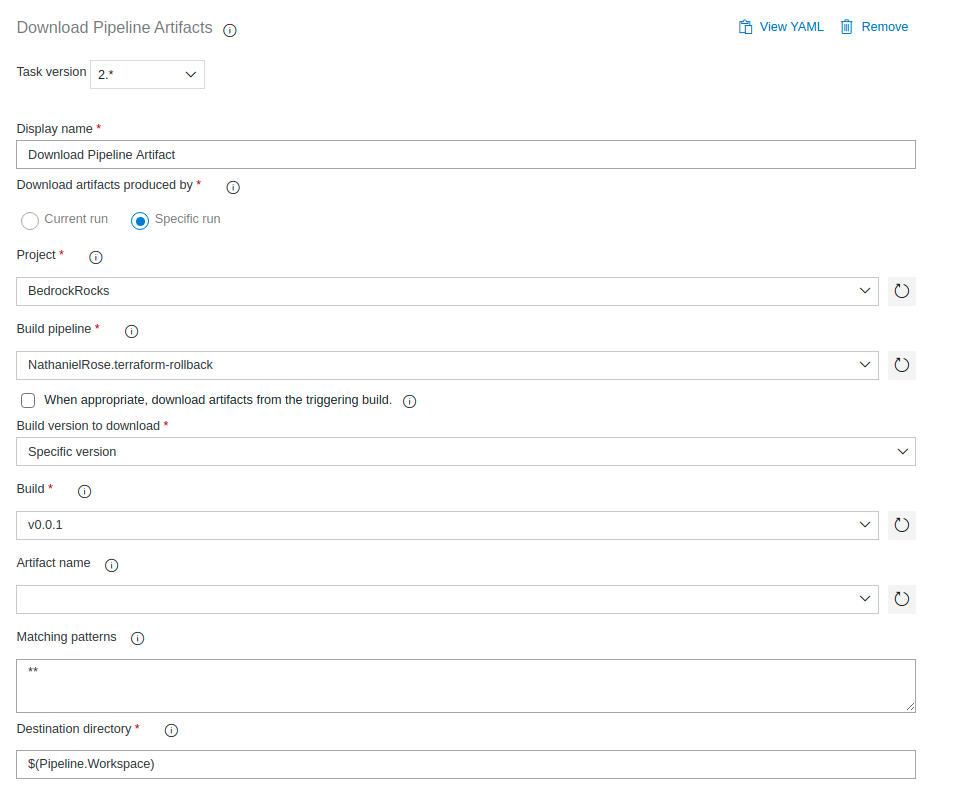 Download Pipeline Artifacts
View YAML
Remove
Task version 2.*
Display name *
Download Pipeline Artifact
Download artifacts produced by *
Current run Specific run
Project *
BedrockRocks
Build pipeline *
NathanielRose.terraform-rollback
When appropriate, download artifacts from the triggering build.
Build version to download *
Specific version
Build *
v0.0.1
Artifact name
Matching patterns
**
Destination directory *
$(Pipeline.Workspace)